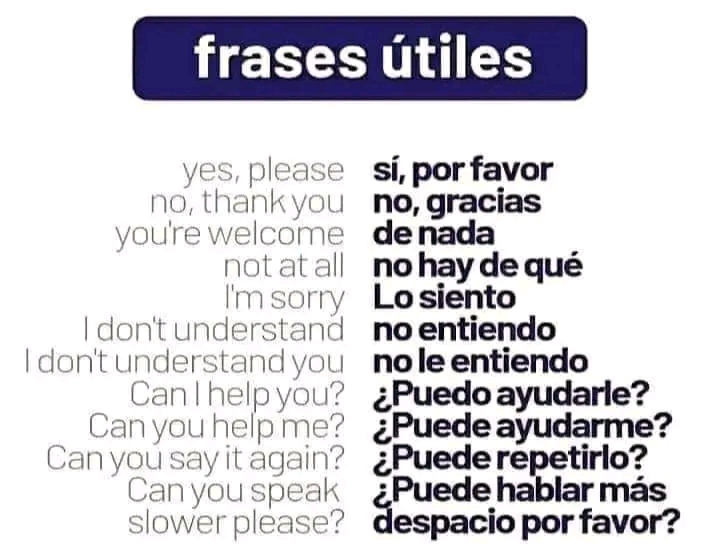 frases útiles
yes, please sí, por favor
no, thank you no, gracias
you're welcome de nada
not at all no hay de qué
I'm sorry Lo siento
I don't understand no entiendo
I don't understand you no le entiendo
Can I help you? ¿Puedo ayudarle?
Can you help me? ¿Puede ayudarme?
Can you say it again? ¿Puede repetirlo?
Can you speak ¿Puede hablar más
slower please? despacio por favor?